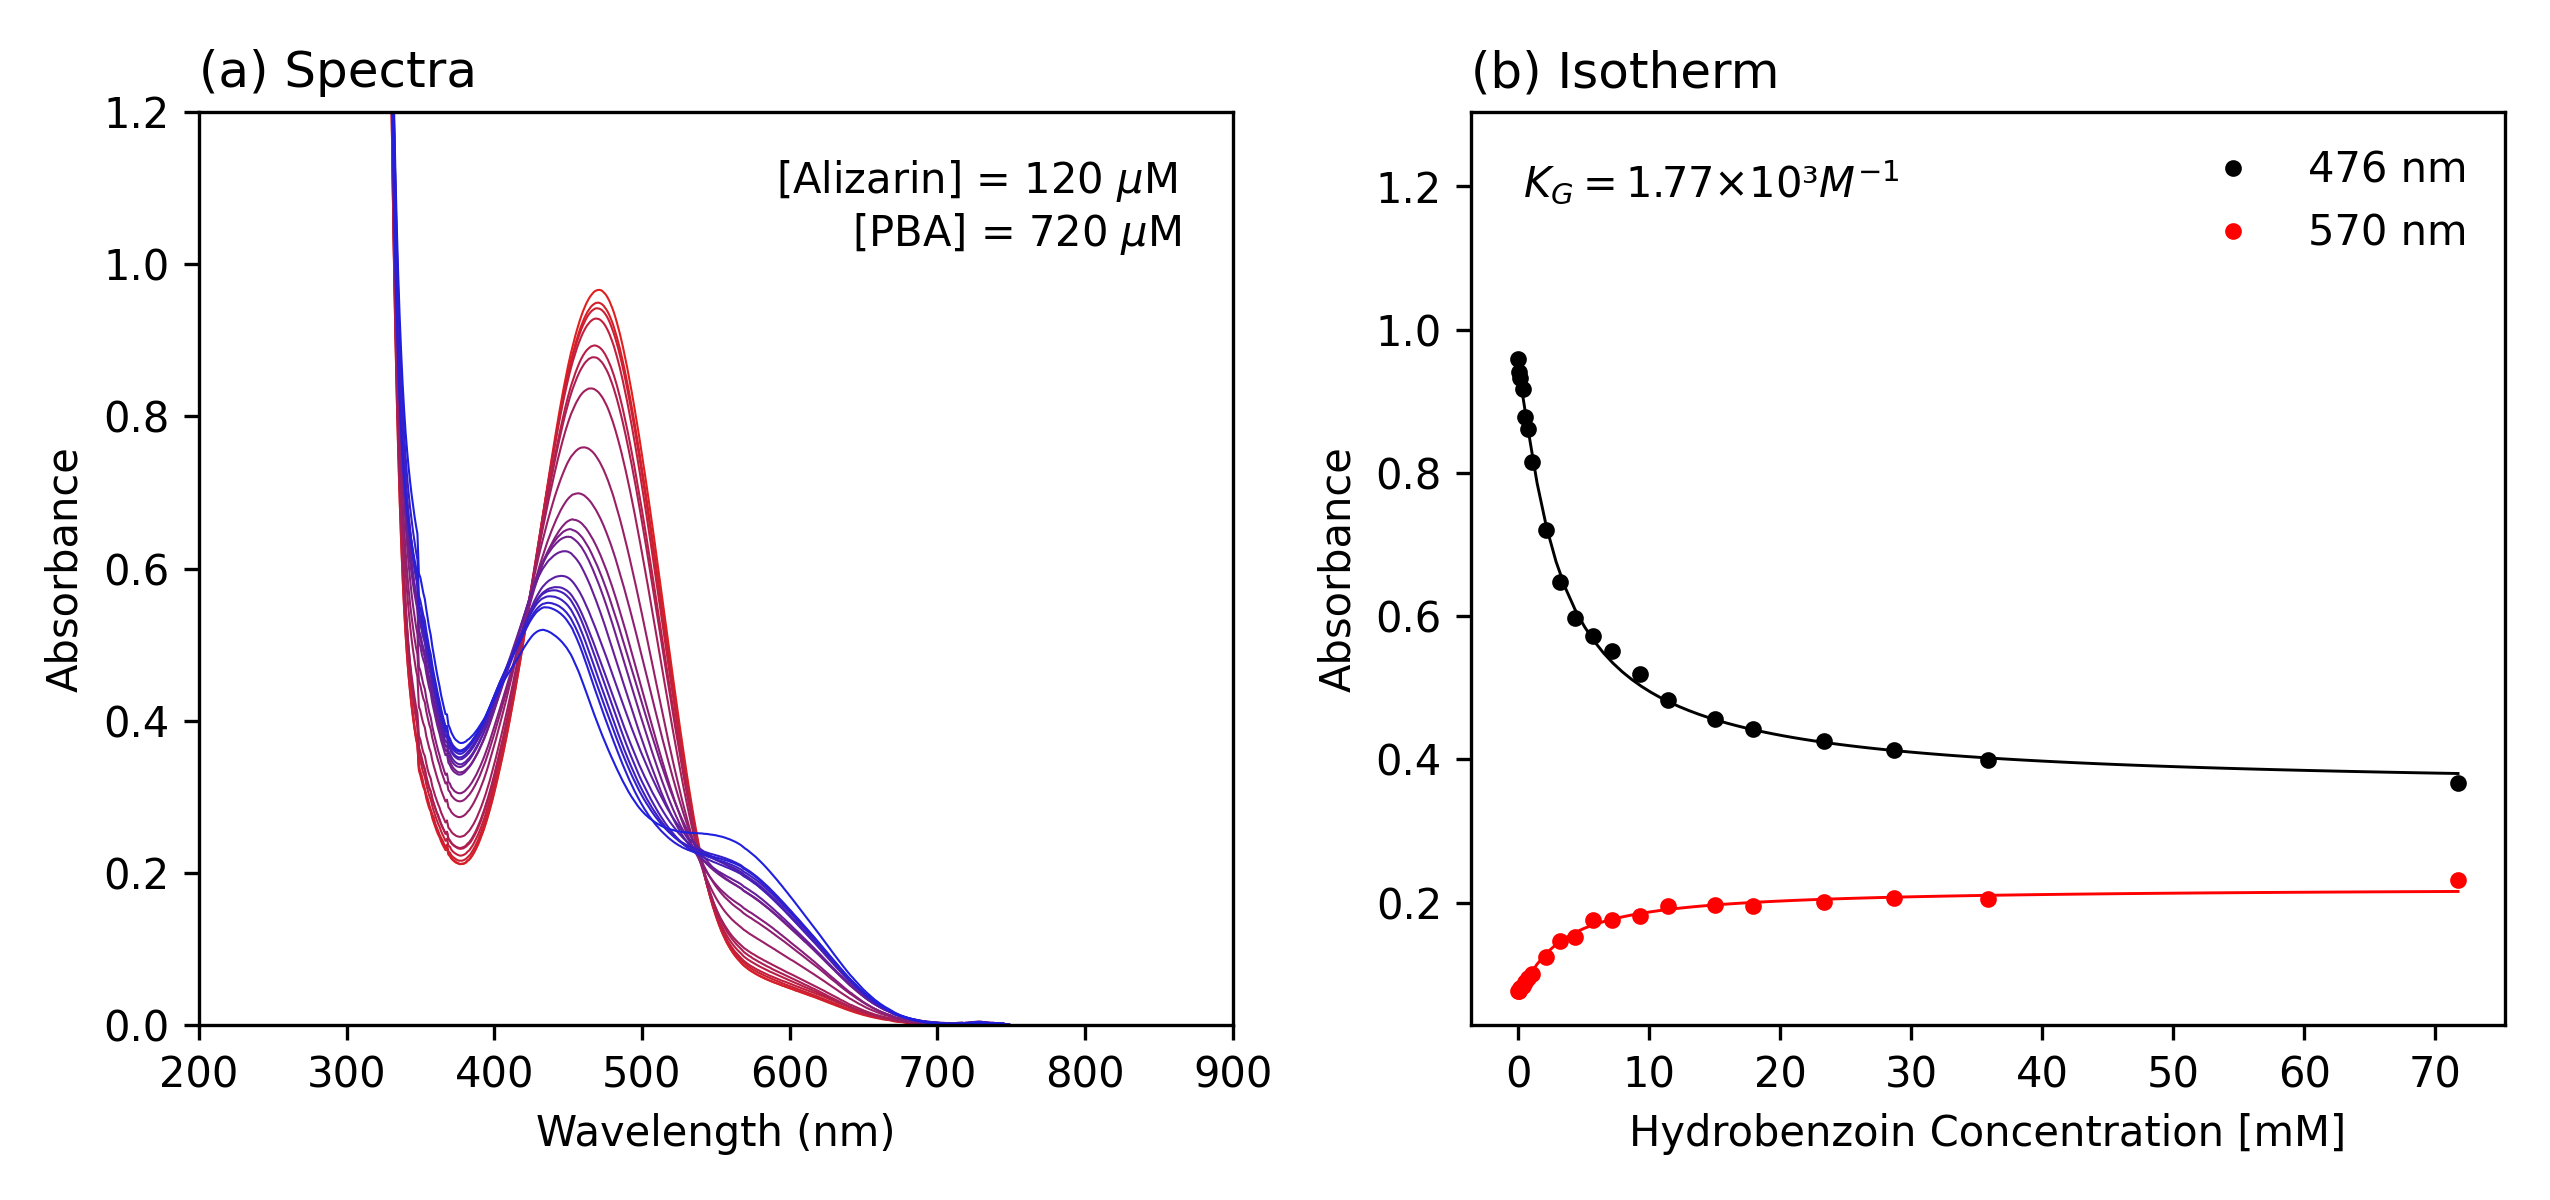 (a) Spectra
[Alizarin] = 120 μM
[PBA] = 720 μM
1.2
1.0
0.8
0.6
0.4
0.2
0.0
Absorbance
200 300 400 500 600 700 800 900
Wavelength (nm)
(b) Isotherm
K_G = 1.77×10³M⁻¹
476 nm
570 nm
1.2
1.0
0.8
0.6
0.4
0.2
Absorbance
0 10 20 30 40 50 60 70
Hydrobenzoin Concentration [mM]